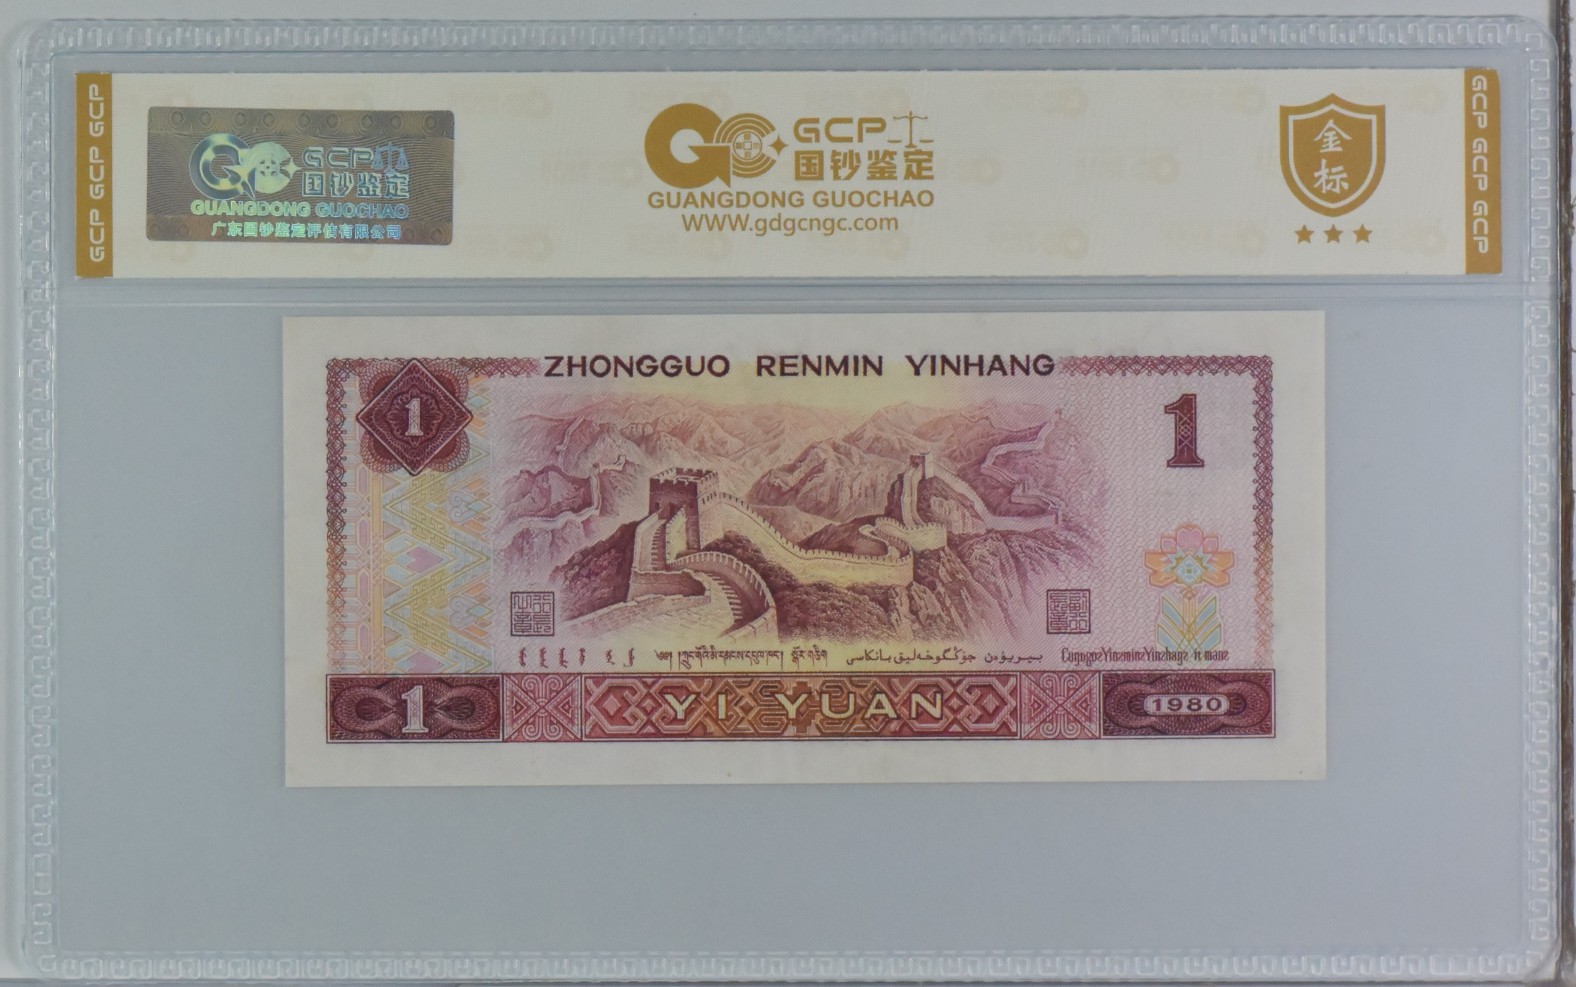 GCP GCP GCP
GCP
国钞鉴定
GUANGDONG GUOCHAO
广东国钞鉴定评估有限公司
GCP
国钞鉴定
GUANGDONG GUOCHAO
WWW.gdgcngc.com
金标
GCP GCP GCP
ZHONGGUO RENMIN YINHANG
1
1
1
YI YUAN
1980